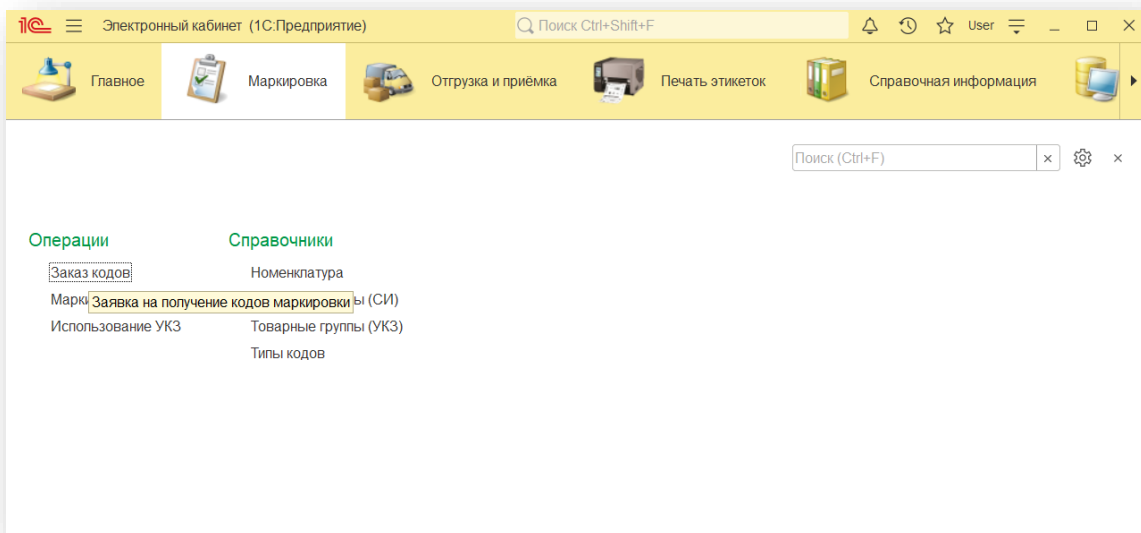 1С Электронный кабинет (1С:Предприятие) Поиск Ctrl+Shift+F User
Главное Маркировка Отгрузка и приёмка Печать этикеток Справочная информация
Поиск (Ctrl+F)
Операции Справочники
Заказ кодов Номенклатура
Марки Заявка на получение кодов маркировки ы (СИ)
Использование УКЗ Товарные группы (УКЗ)
Типы кодов